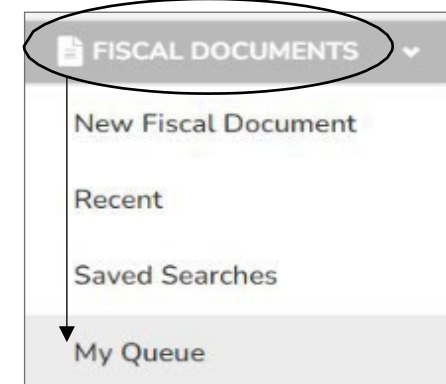 FISCAL DOCUMENTS
New Fiscal Document
Recent
Saved Searches
My Queue